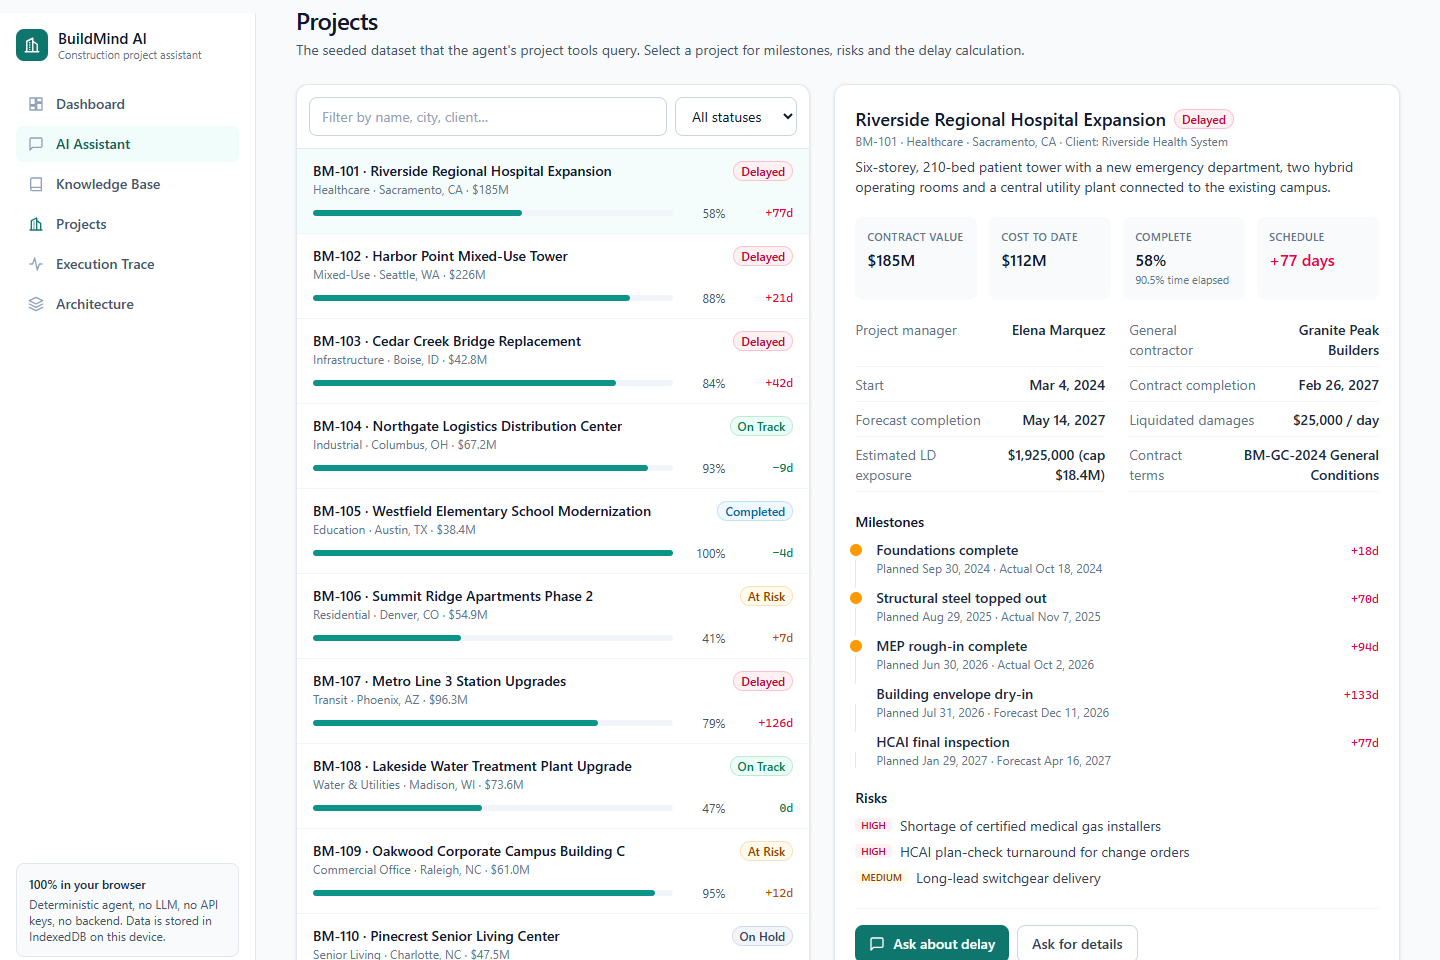 BuildMind AI
Construction project assistant
Dashboard
AI Assistant
Knowledge Base
Projects
Execution Trace
Architecture
100% in your browser
Deterministic agent, no LLM, no API
keys, no backend. Data is stored in
IndexedDB on this device.
Projects
The seeded dataset that the agent's project tools query. Select a project for milestones, risks and the delay calculation.
Filter by name, city, client...
All statuses
BM-101 · Riverside Regional Hospital Expansion
Delayed
Healthcare · Sacramento, CA · $185M
58%
+77d
BM-102 · Harbor Point Mixed-Use Tower
Delayed
Mixed-Use · Seattle, WA · $226M
88%
+21d
BM-103 · Cedar Creek Bridge Replacement
Delayed
Infrastructure · Boise, ID · $42.8M
84%
+42d
BM-104 · Northgate Logistics Distribution Center
On Track
Industrial · Columbus, OH · $67.2M
93%
−9d
BM-105 · Westfield Elementary School Modernization
Completed
Education · Austin, TX · $38.4M
100%
−4d
BM-106 · Summit Ridge Apartments Phase 2
At Risk
Residential · Denver, CO · $54.9M
41%
+7d
BM-107 · Metro Line 3 Station Upgrades
Delayed
Transit · Phoenix, AZ · $96.3M
79%
+126d
BM-108 · Lakeside Water Treatment Plant Upgrade
On Track
Water & Utilities · Madison, WI · $73.6M
47%
0d
BM-109 · Oakwood Corporate Campus Building C
At Risk
Commercial Office · Raleigh, NC · $61.0M
95%
+12d
BM-110 · Pinecrest Senior Living Center
On Hold
Senior Living · Charlotte, NC · $47.5M
Riverside Regional Hospital Expansion
Delayed
BM-101 · Healthcare · Sacramento, CA · Client: Riverside Health System
Six-storey, 210-bed patient tower with a new emergency department, two hybrid
operating rooms and a central utility plant connected to the existing campus.
CONTRACT VALUE
$185M
COST TO DATE
$112M
COMPLETE
58%
90.5% time elapsed
SCHEDULE
+77 days
Project manager
Elena Marquez
General
contractor
Granite Peak
Builders
Start
Mar 4, 2024
Contract completion
Feb 26, 2027
Forecast completion
May 14, 2027
Liquidated damages
$25,000 / day
Estimated LD
exposure
$1,925,000 (cap
$18.4M)
Contract
terms
BM-GC-2024 General
Conditions
Milestones
Foundations complete
+18d
Planned Sep 30, 2024 · Actual Oct 18, 2024
Structural steel topped out
+70d
Planned Aug 29, 2025 · Actual Nov 7, 2025
MEP rough-in complete
+94d
Planned Jun 30, 2026 · Actual Oct 2, 2026
Building envelope dry-in
+133d
Planned Jul 31, 2026 · Forecast Dec 11, 2026
HCAI final inspection
+77d
Planned Jan 29, 2027 · Forecast Apr 16, 2027
Risks
HIGH Shortage of certified medical gas installers
HIGH HCAI plan-check turnaround for change orders
MEDIUM Long-lead switchgear delivery
Ask about delay
Ask for details